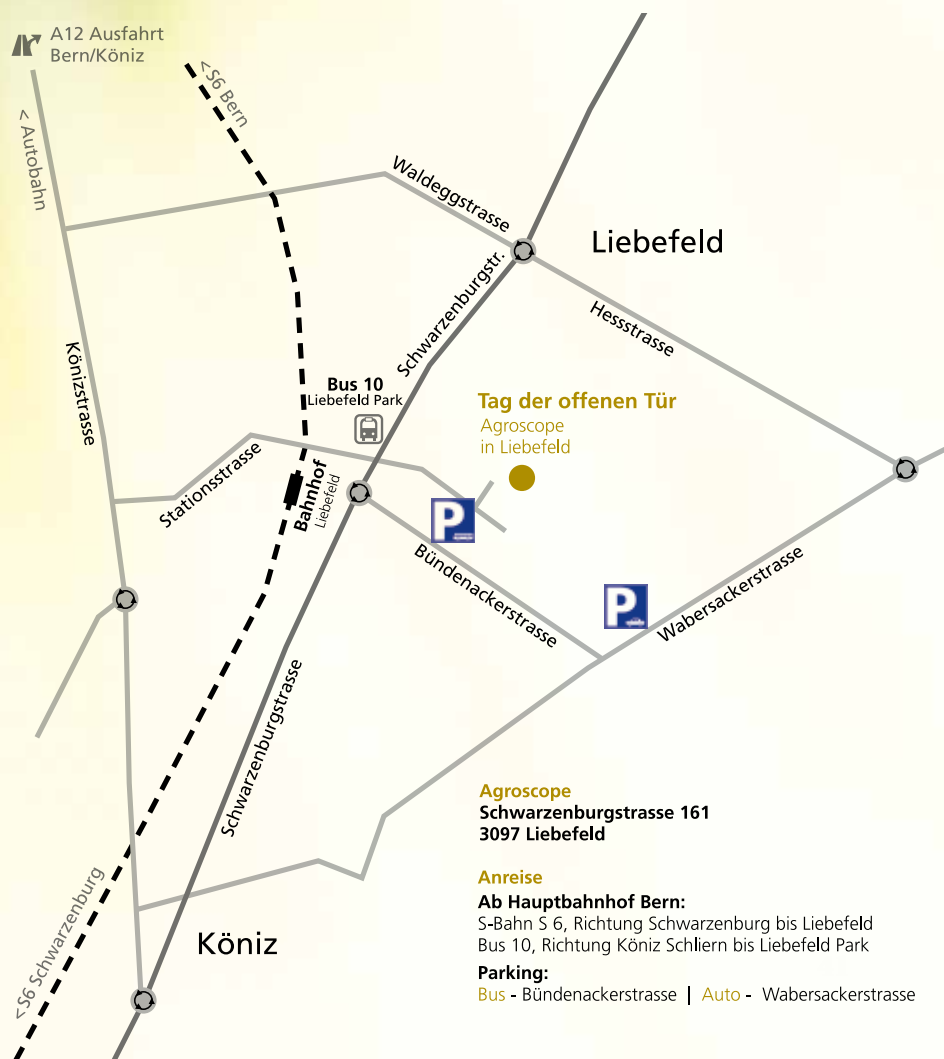 A12 Ausfahrt
Bern/Köniz
< Autobahn
<S6 Bern
Waldeggstrasse
Liebefeld
Schwarzenburgstr.
Hessstrasse
Könizstrasse
Bus 10
Liebefeld Park
Tag der offenen Tür
Agroscope
in Liebefeld
Stationsstrasse
Bahnhof
Liebefeld
P
Bündenackerstrasse
P
Wabersackerstrasse
Schwarzenburgstrasse
<S6 Schwarzenburg
Köniz
Agroscope
Schwarzenburgstrasse 161
3097 Liebefeld
Anreise
Ab Hauptbahnhof Bern:
S-Bahn S 6, Richtung Schwarzenburg bis Liebefeld
Bus 10, Richtung Köniz Schliern bis Liebefeld Park
Parking:
Bus - Bündenackerstrasse | Auto - Wabersackerstrasse